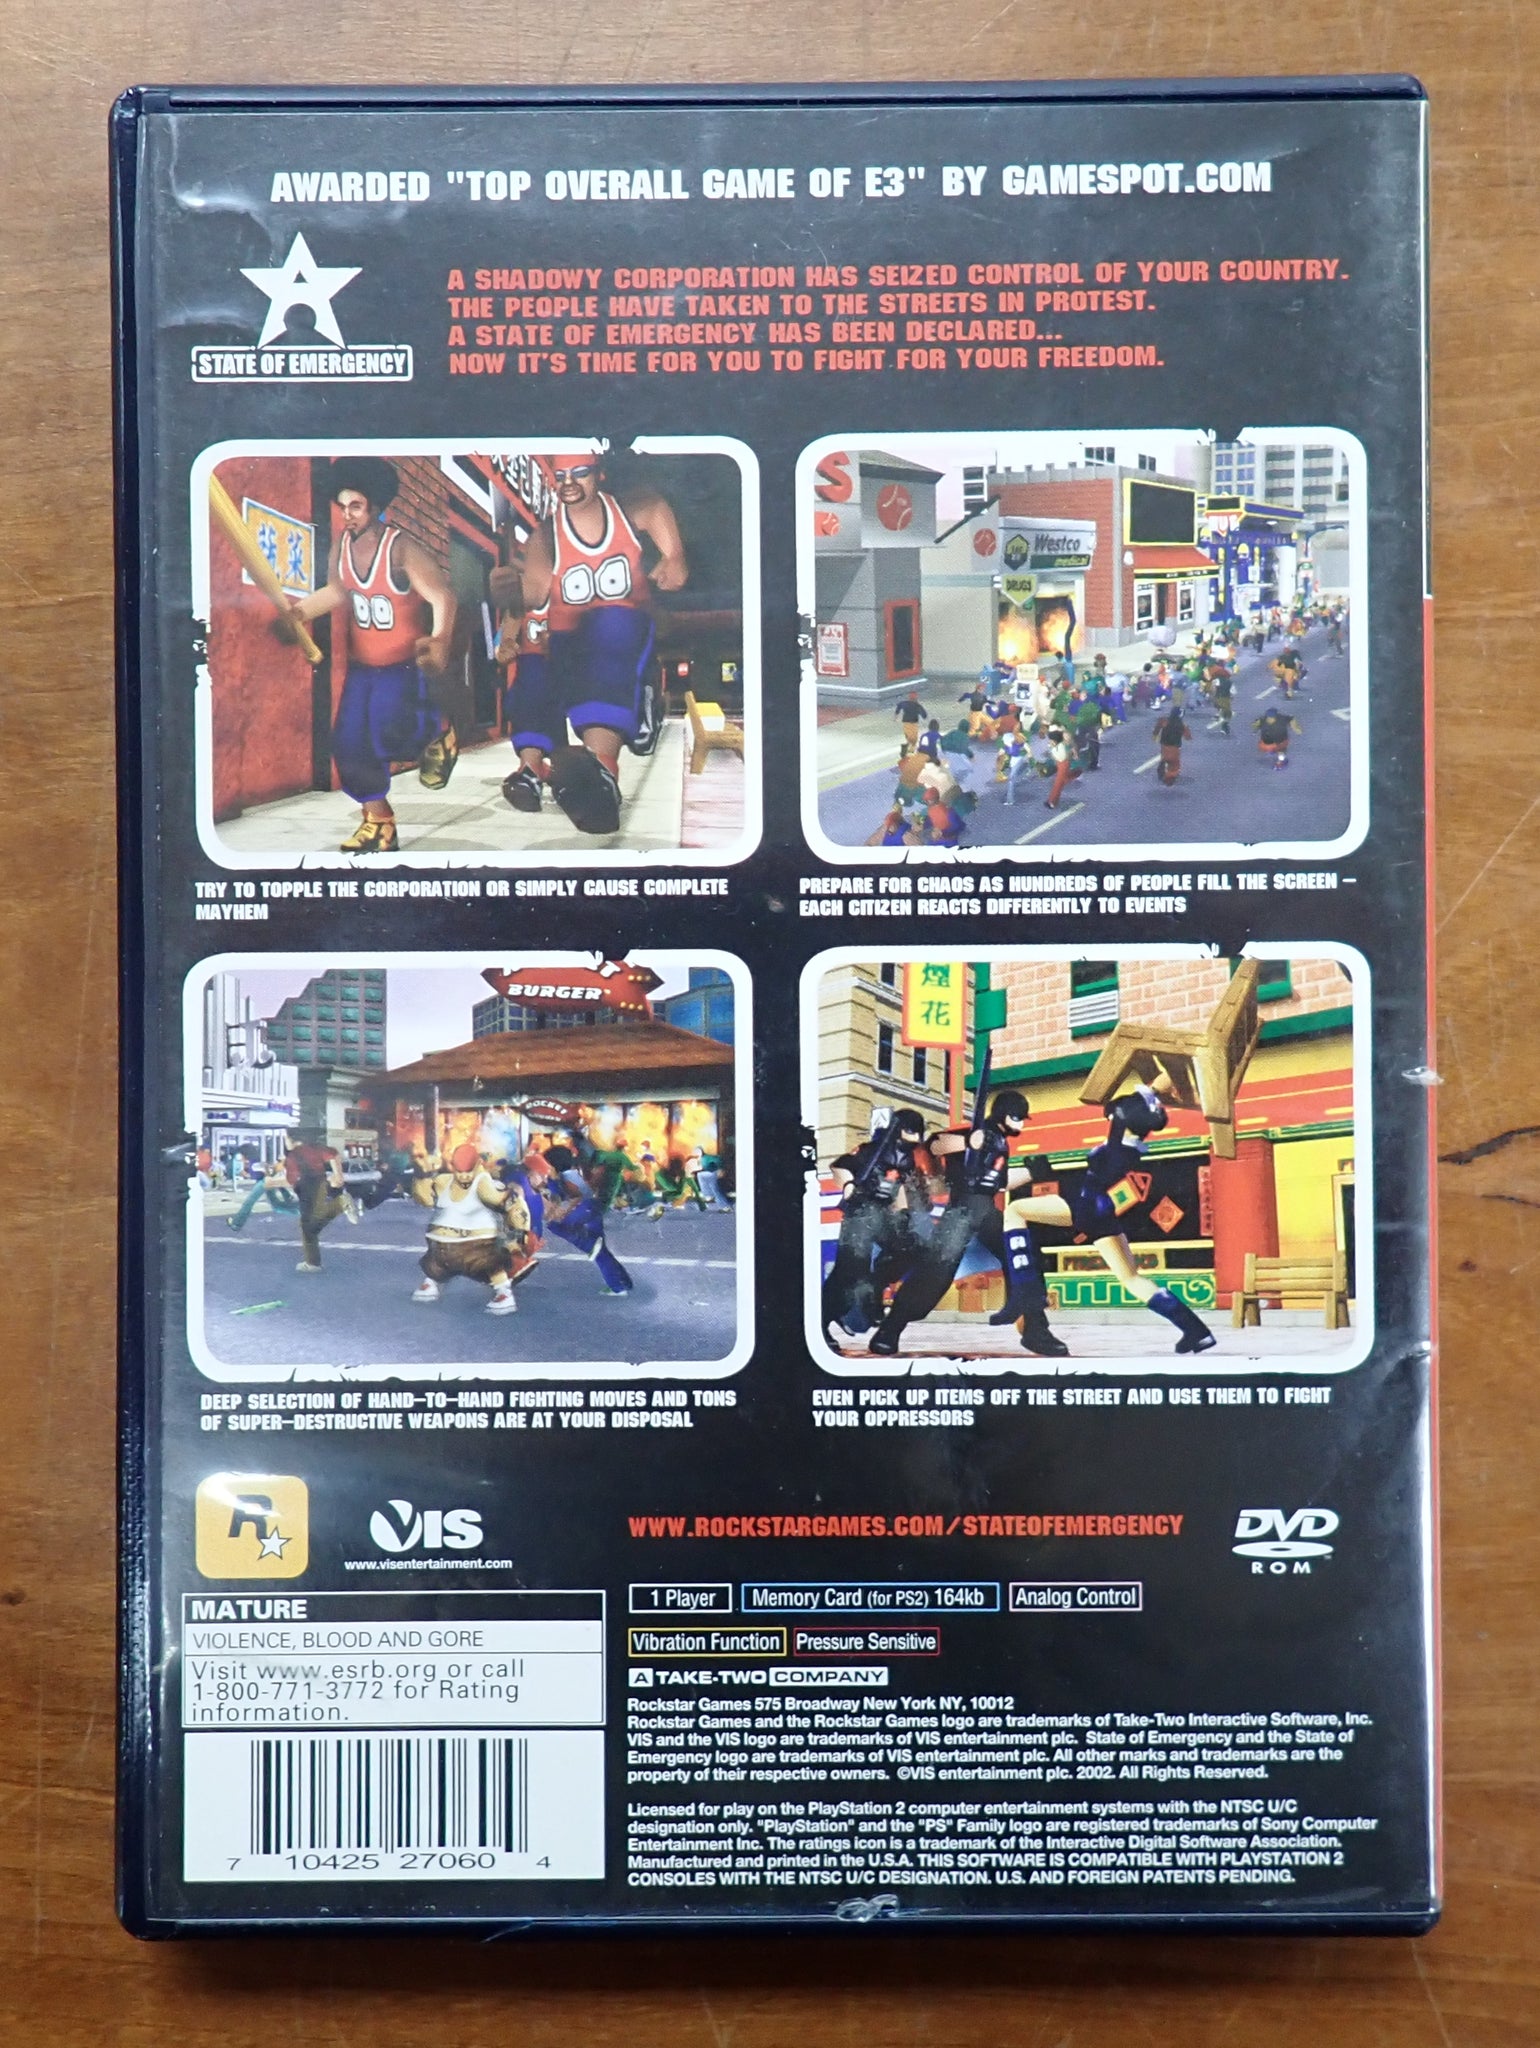 AWARDED "TOP OVERALL GAME OF E3" BY GAMESPOT.COM
A SHADOWY CORPORATION HAS SEIZED CONTROL OF YOUR COUNTRY.
THE PEOPLE HAVE TAKEN TO THE STREETS IN PROTEST.
A STATE OF EMERGENCY HAS BEEN DECLARED...
NOW IT'S TIME FOR YOU TO FIGHT FOR YOUR FREEDOM.
STATE OF EMERGENCY
00
00
菜
Westco
medical
DRUGS
TRY TO TOPPLE THE CORPORATION OR SIMPLY CAUSE COMPLETE
MAYHEM
PREPARE FOR CHAOS AS HUNDREDS OF PEOPLE FILL THE SCREEN –
EACH CITIZEN REACTS DIFFERENTLY TO EVENTS
BURGER
POCKET
煙花
DEEP SELECTION OF HAND–TO–HAND FIGHTING MOVES AND TONS
OF SUPER–DESTRUCTIVE WEAPONS ARE AT YOUR DISPOSAL
EVEN PICK UP ITEMS OFF THE STREET AND USE THEM TO FIGHT
YOUR OPPRESSORS
R
VIS
www.visentertainment.com
WWW.ROCKSTARGAMES.COM/STATEOFEMERGENCY
DVD
ROM
MATURE
VIOLENCE, BLOOD AND GORE
Visit www.esrb.org or call
1-800-771-3772 for Rating
information.
1 Player
Memory Card (for PS2) 164kb
Analog Control
Vibration Function
Pressure Sensitive
A TAKE-TWO COMPANY
Rockstar Games 575 Broadway New York NY, 10012
Rockstar Games and the Rockstar Games logo are trademarks of Take-Two Interactive Software, Inc.
VIS and the VIS logo are trademarks of VIS entertainment plc. State of Emergency and the State of
Emergency logo are trademarks of VIS entertainment plc. All other marks and trademarks are the
property of their respective owners. ©VIS entertainment plc. 2002. All Rights Reserved.
Licensed for play on the PlayStation 2 computer entertainment systems with the NTSC U/C
designation only. "PlayStation" and the "PS" Family logo are registered trademarks of Sony Computer
Entertainment Inc. The ratings icon is a trademark of the Interactive Digital Software Association.
Manufactured and printed in the U.S.A. THIS SOFTWARE IS COMPATIBLE WITH PLAYSTATION 2
CONSOLES WITH THE NTSC U/C DESIGNATION. U.S. AND FOREIGN PATENTS PENDING.
7 10425 27060 4